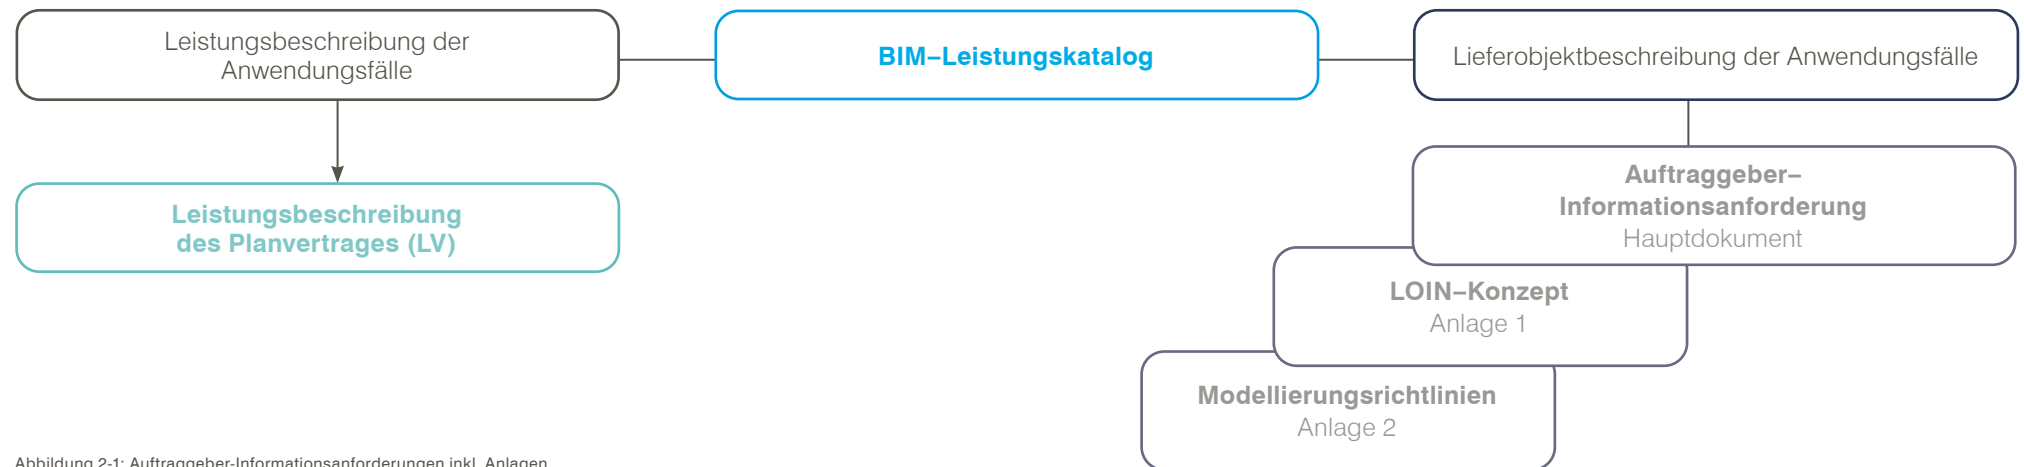 Leistungsbeschreibung der
Anwendungsfälle
BIM–Leistungskatalog
Lieferobjektbeschreibung der Anwendungsfälle
Leistungsbeschreibung
des Planvertrages (LV)
Auftraggeber–
Informationsanforderung
Hauptdokument
LOIN–Konzept
Anlage 1
Modellierungsrichtlinien
Anlage 2
Abbildung 2-1: Auftraggeber-Informationsanforderungen inkl. Anlagen